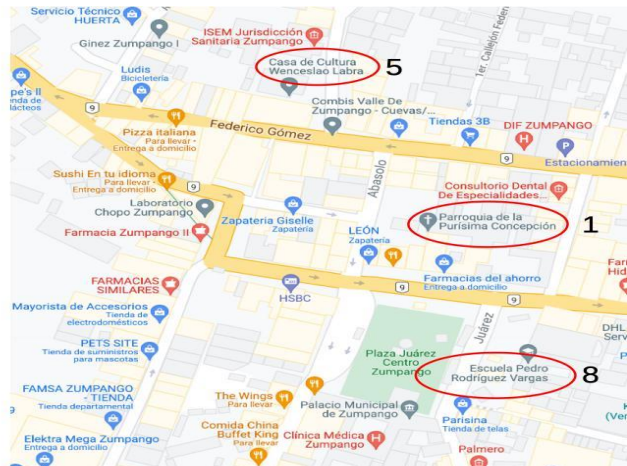 Servicio Técnico
HUERTA
Ginez Zumpango I
ISEM Jurisdicción
Sanitaria Zumpango
Casa de Cultura
Wenceslao Labra
5
1er. Callejón Feder
Ludis
Bicicletería
Combis Valle De
Zumpango - Cuevas/...
9
Federico Gómez
Tiendas 3B
DIF ZUMPANGO
Pizza italiana
Para llevar -
Entrega a domicilio
9
Estacionamien
Sushi En tu idioma
Para llevar -
Entrega a domicilio
Abasolo
Consultorio Dental
De Especialidades...
Laboratorio
Chopo Zumpango
Zapateria Giselle
Zapatería
Parroquia de la
Purísima Concepción
1
Farmacia Zumpango II
LEÓN
Zapatería
FARMACIAS
SIMILARES
HSBC
9
Farmacias del ahorro
Entrega a domicilio
9
Mayorista de Accesorios
Tienda de
electrodomésticos
Juárez
DHL
PETS SITE
Tienda de suministros
para mascotas
Plaza Juárez
Centro
Zumpango
Escuela Pedro
Rodríguez Vargas
8
FAMSA ZUMPANGO
- TIENDA
Tienda departamental
The Wings
Para llevar
Palacio Municipal
de Zumpango
Parisina
Tienda de telas
Comida China
Buffet King
Para llevar
Clínica Médica
Zumpango
Elektra Mega Zumpango
Entrega a domicilio
Palmero